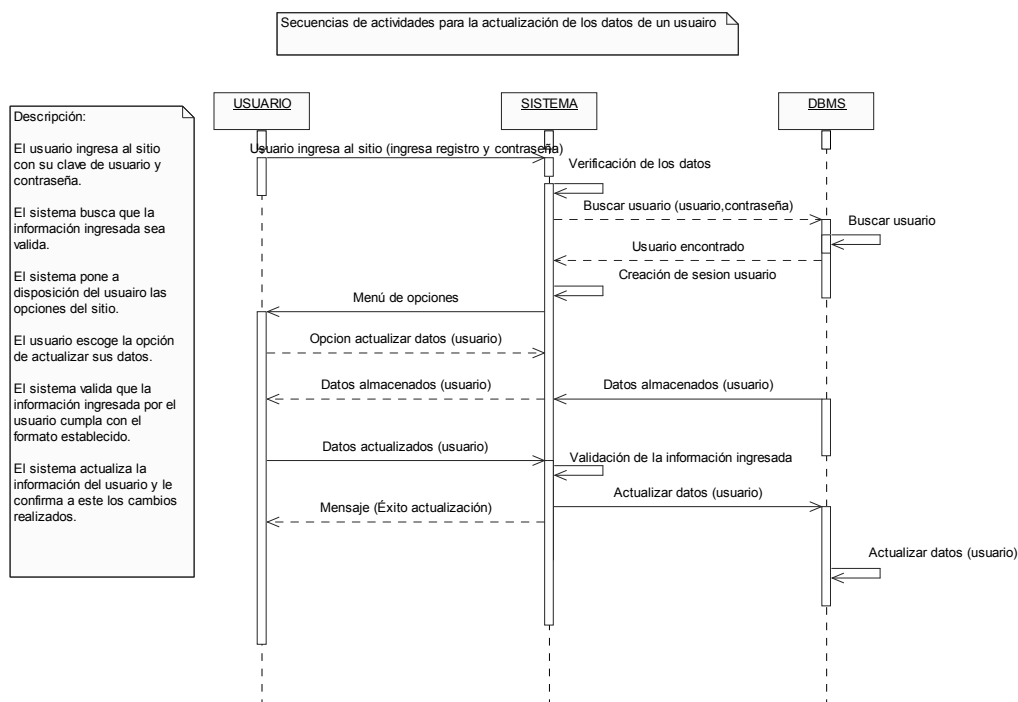 Secuencias de actividades para la actualización de los datos de un usuairo
USUARIO
SISTEMA
DBMS
Descripción:
El usuario ingresa al sitio
con su clave de usuario y
contraseña.
El sistema busca que la
información ingresada sea
valida.
El sistema pone a
disposición del usuairo las
opciones del sitio.
El usuario escoge la opción
de actualizar sus datos.
El sistema valida que la
información ingresada por el
usuario cumpla con el
formato establecido.
El sistema actualiza la
información del usuario y le
confirma a este los cambios
realizados.
Usuario ingresa al sitio (ingresa registro y contraseña)
Verificación de los datos
Buscar usuario (usuario,contraseña)
Buscar usuario
Usuario encontrado
Creación de sesion usuario
Menú de opciones
Opcion actualizar datos (usuario)
Datos almacenados (usuario)
Datos almacenados (usuario)
Datos actualizados (usuario)
Validación de la información ingresada
Actualizar datos (usuario)
Mensaje (Éxito actualización)
Actualizar datos (usuario)